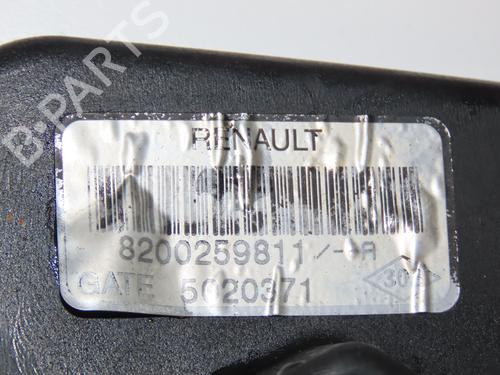 B-PARTS
RENAULT
8200259811/--A
GATE 5020371